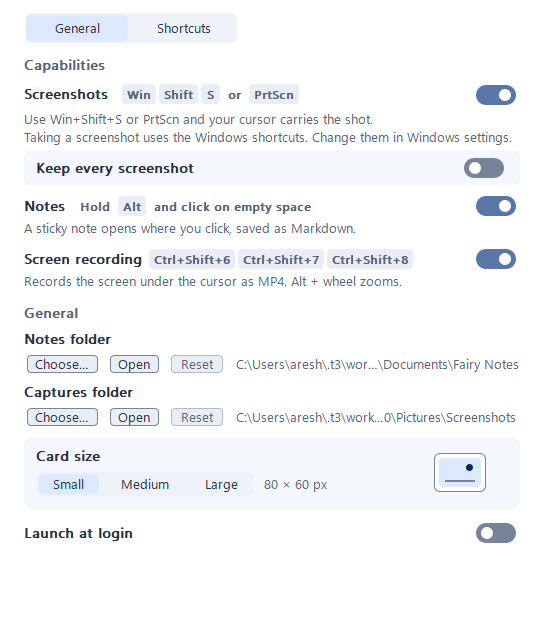 General Shortcuts
Capabilities
Screenshots Win Shift S or PrtScn
Use Win+Shift+S or PrtScn and your cursor carries the shot.
Taking a screenshot uses the Windows shortcuts. Change them in Windows settings.
Keep every screenshot
Notes Hold Alt and click on empty space
A sticky note opens where you click, saved as Markdown.
Screen recording Ctrl+Shift+6 Ctrl+Shift+7 Ctrl+Shift+8
Records the screen under the cursor as MP4. Alt + wheel zooms.
General
Notes folder
Choose... Open Reset C:\Users\aresh\.t3\wor...\Documents\Fairy Notes
Captures folder
Choose... Open Reset C:\Users\aresh\.t3\work...0\Pictures\Screenshots
Card size
Small Medium Large 80 × 60 px
Launch at login